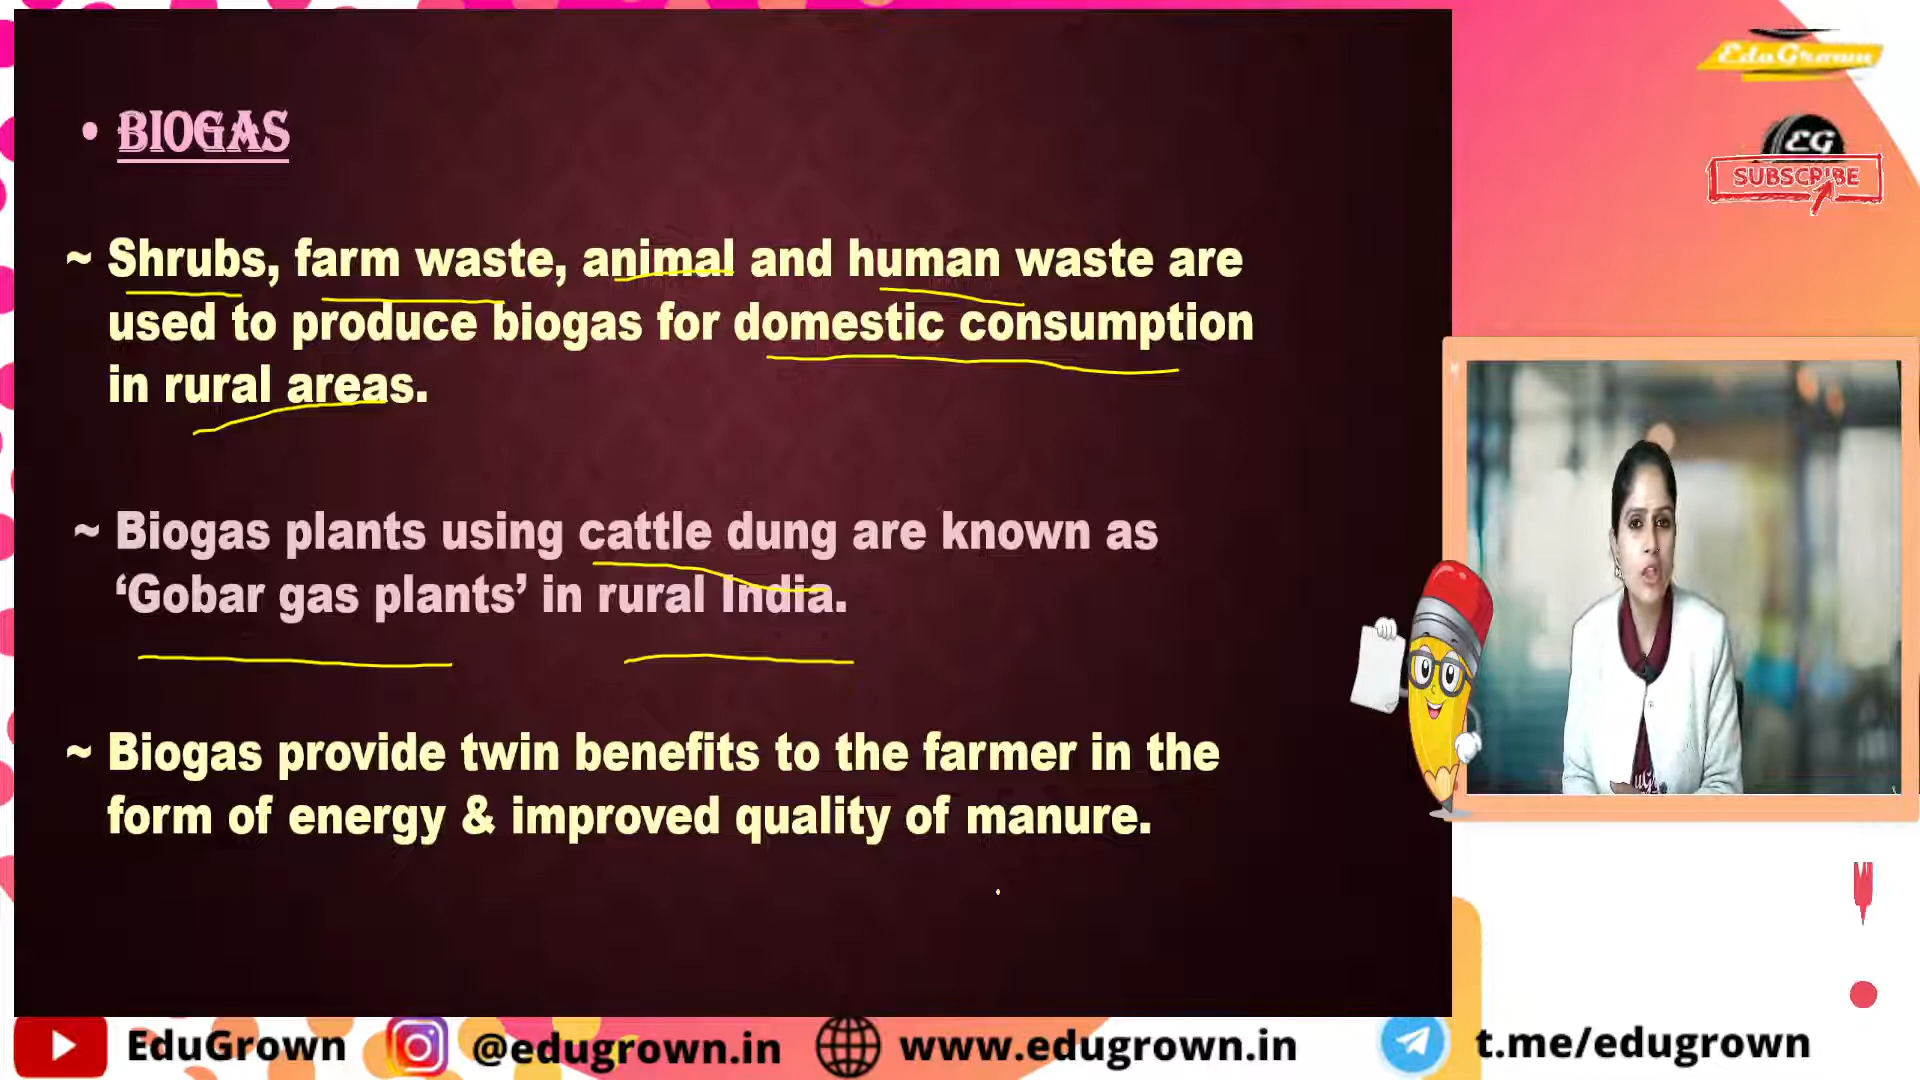 • BIOGAS
~ Shrubs, farm waste, animal and human waste are
used to produce biogas for domestic consumption
in rural areas.
~ Biogas plants using cattle dung are known as
‘Gobar gas plants’ in rural India.
~ Biogas provide twin benefits to the farmer in the
form of energy & improved quality of manure.
EduGrown
EG
SUBSCRIBE
EduGrown
@edugrown.in
www.edugrown.in
t.me/edugrown